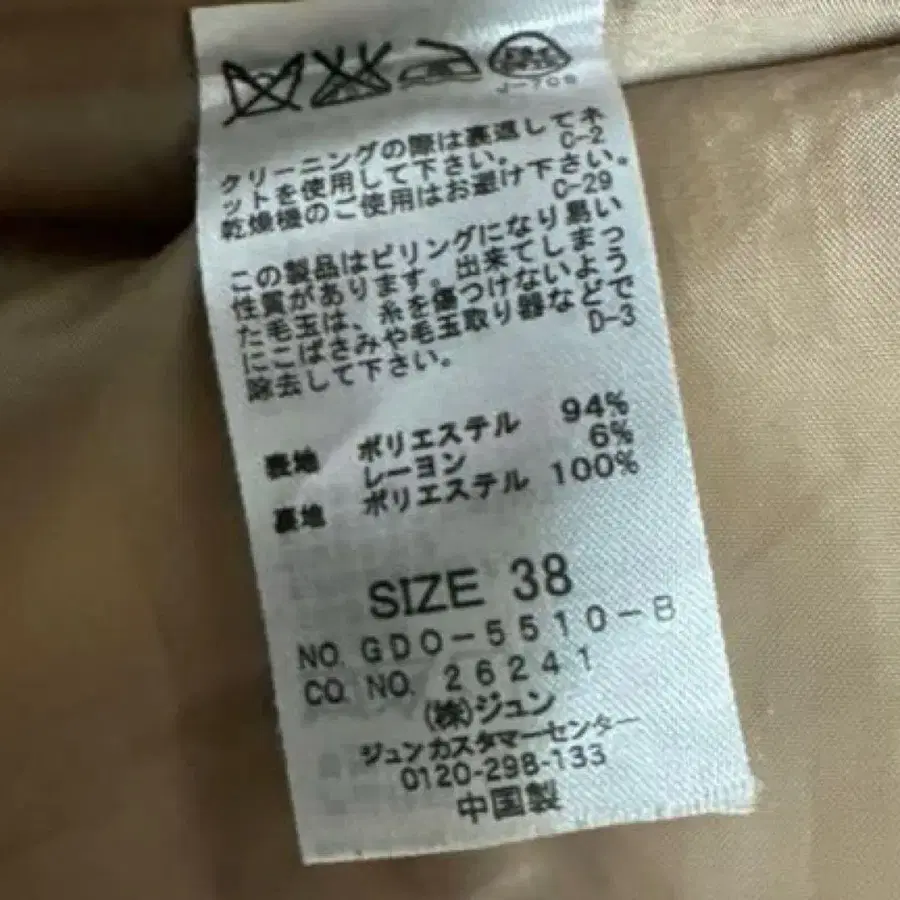 J-709
クリーニングの際は裏返してネ
ットを使用して下さい。 C-2
乾燥機のご使用はお避け下さい。
C-29
この製品はピリングになり易い
性質があります。出来てしまっ
た毛玉は、糸を傷つけないよう
にこばさみや毛玉取り器などで
除去して下さい。 D-3
表地 ポリエステル 94%
レーヨン 6%
裏地 ポリエステル 100%
SIZE 38
NO. GDO-5510-B
CO. NO. 26241
(株)ジュン
ジュンカスタマーセンター
0120-298-133
中国製